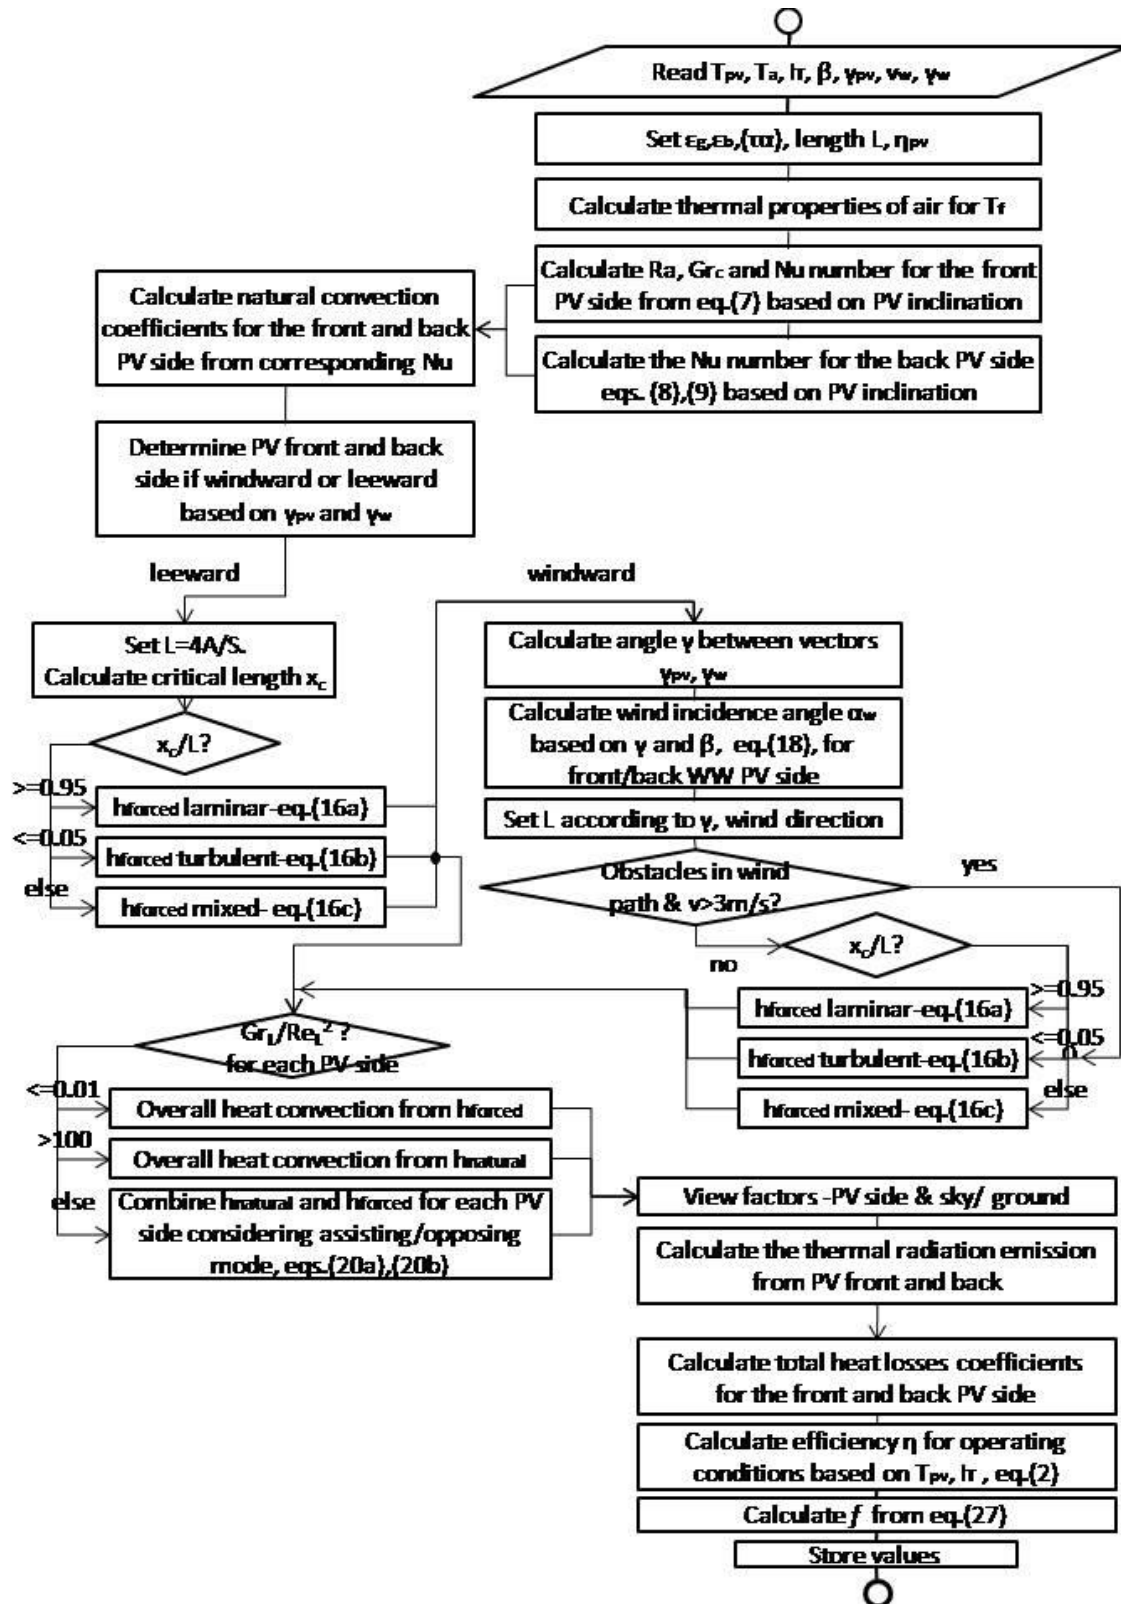 Read Tpv, Ta, IT, β, γpv, vw, γw
Set εg,εb,(τα), length L, ηpv
Calculate thermal properties of air for Tf
Calculate Ra, Grc and Nu number for the front
PV side from eq.(7) based on PV inclination
Calculate the Nu number for the back PV side
eqs. (8),(9) based on PV inclination
Calculate natural convection
coefficients for the front and back
PV side from corresponding Nu
Determine PV front and back
side if windward or leeward
based on γpv and γw
leeward
windward
Set L=4A/S.
Calculate critical length xc
xc/L?
>=0.95
hforced laminar-eq.(16a)
<=0.05
hforced turbulent-eq.(16b)
else
hforced mixed- eq.(16c)
Calculate angle γ between vectors
γpv, γw
Calculate wind incidence angle αw
based on γ and β, eq.(18), for
front/back WW PV side
Set L according to γ, wind direction
Obstacles in wind
path & v>3m/s?
yes
no
xc/L?
>=0.95
hforced laminar-eq.(16a)
<=0.05
hforced turbulent-eq.(16b)
else
hforced mixed- eq.(16c)
GrL/ReL² ?
for each PV side
<=0.01
Overall heat convection from hforced
>100
Overall heat convection from hnatural
else
Combine hnatural and hforced for each PV
side considering assisting/opposing
mode, eqs.(20a),(20b)
View factors -PV side & sky/ ground
Calculate the thermal radiation emission
from PV front and back
Calculate total heat losses coefficients
for the front and back PV side
Calculate efficiency η for operating
conditions based on Tpv, IT , eq.(2)
Calculate f from eq.(27)
Store values